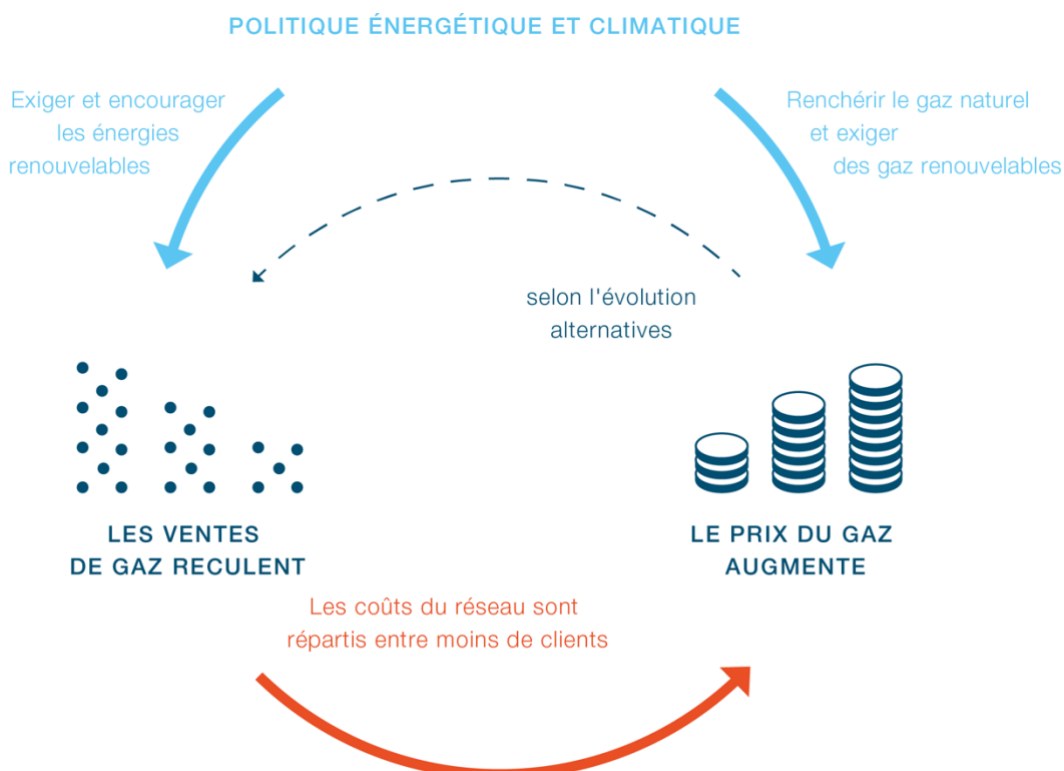 POLITIQUE ÉNERGÉTIQUE ET CLIMATIQUE
Exiger et encourager
les énergies
renouvelables
Renchérir le gaz naturel
et exiger
des gaz renouvelables
selon l'évolution
alternatives
LES VENTES
DE GAZ RECULENT
LE PRIX DU GAZ
AUGMENTE
Les coûts du réseau sont
répartis entre moins de clients